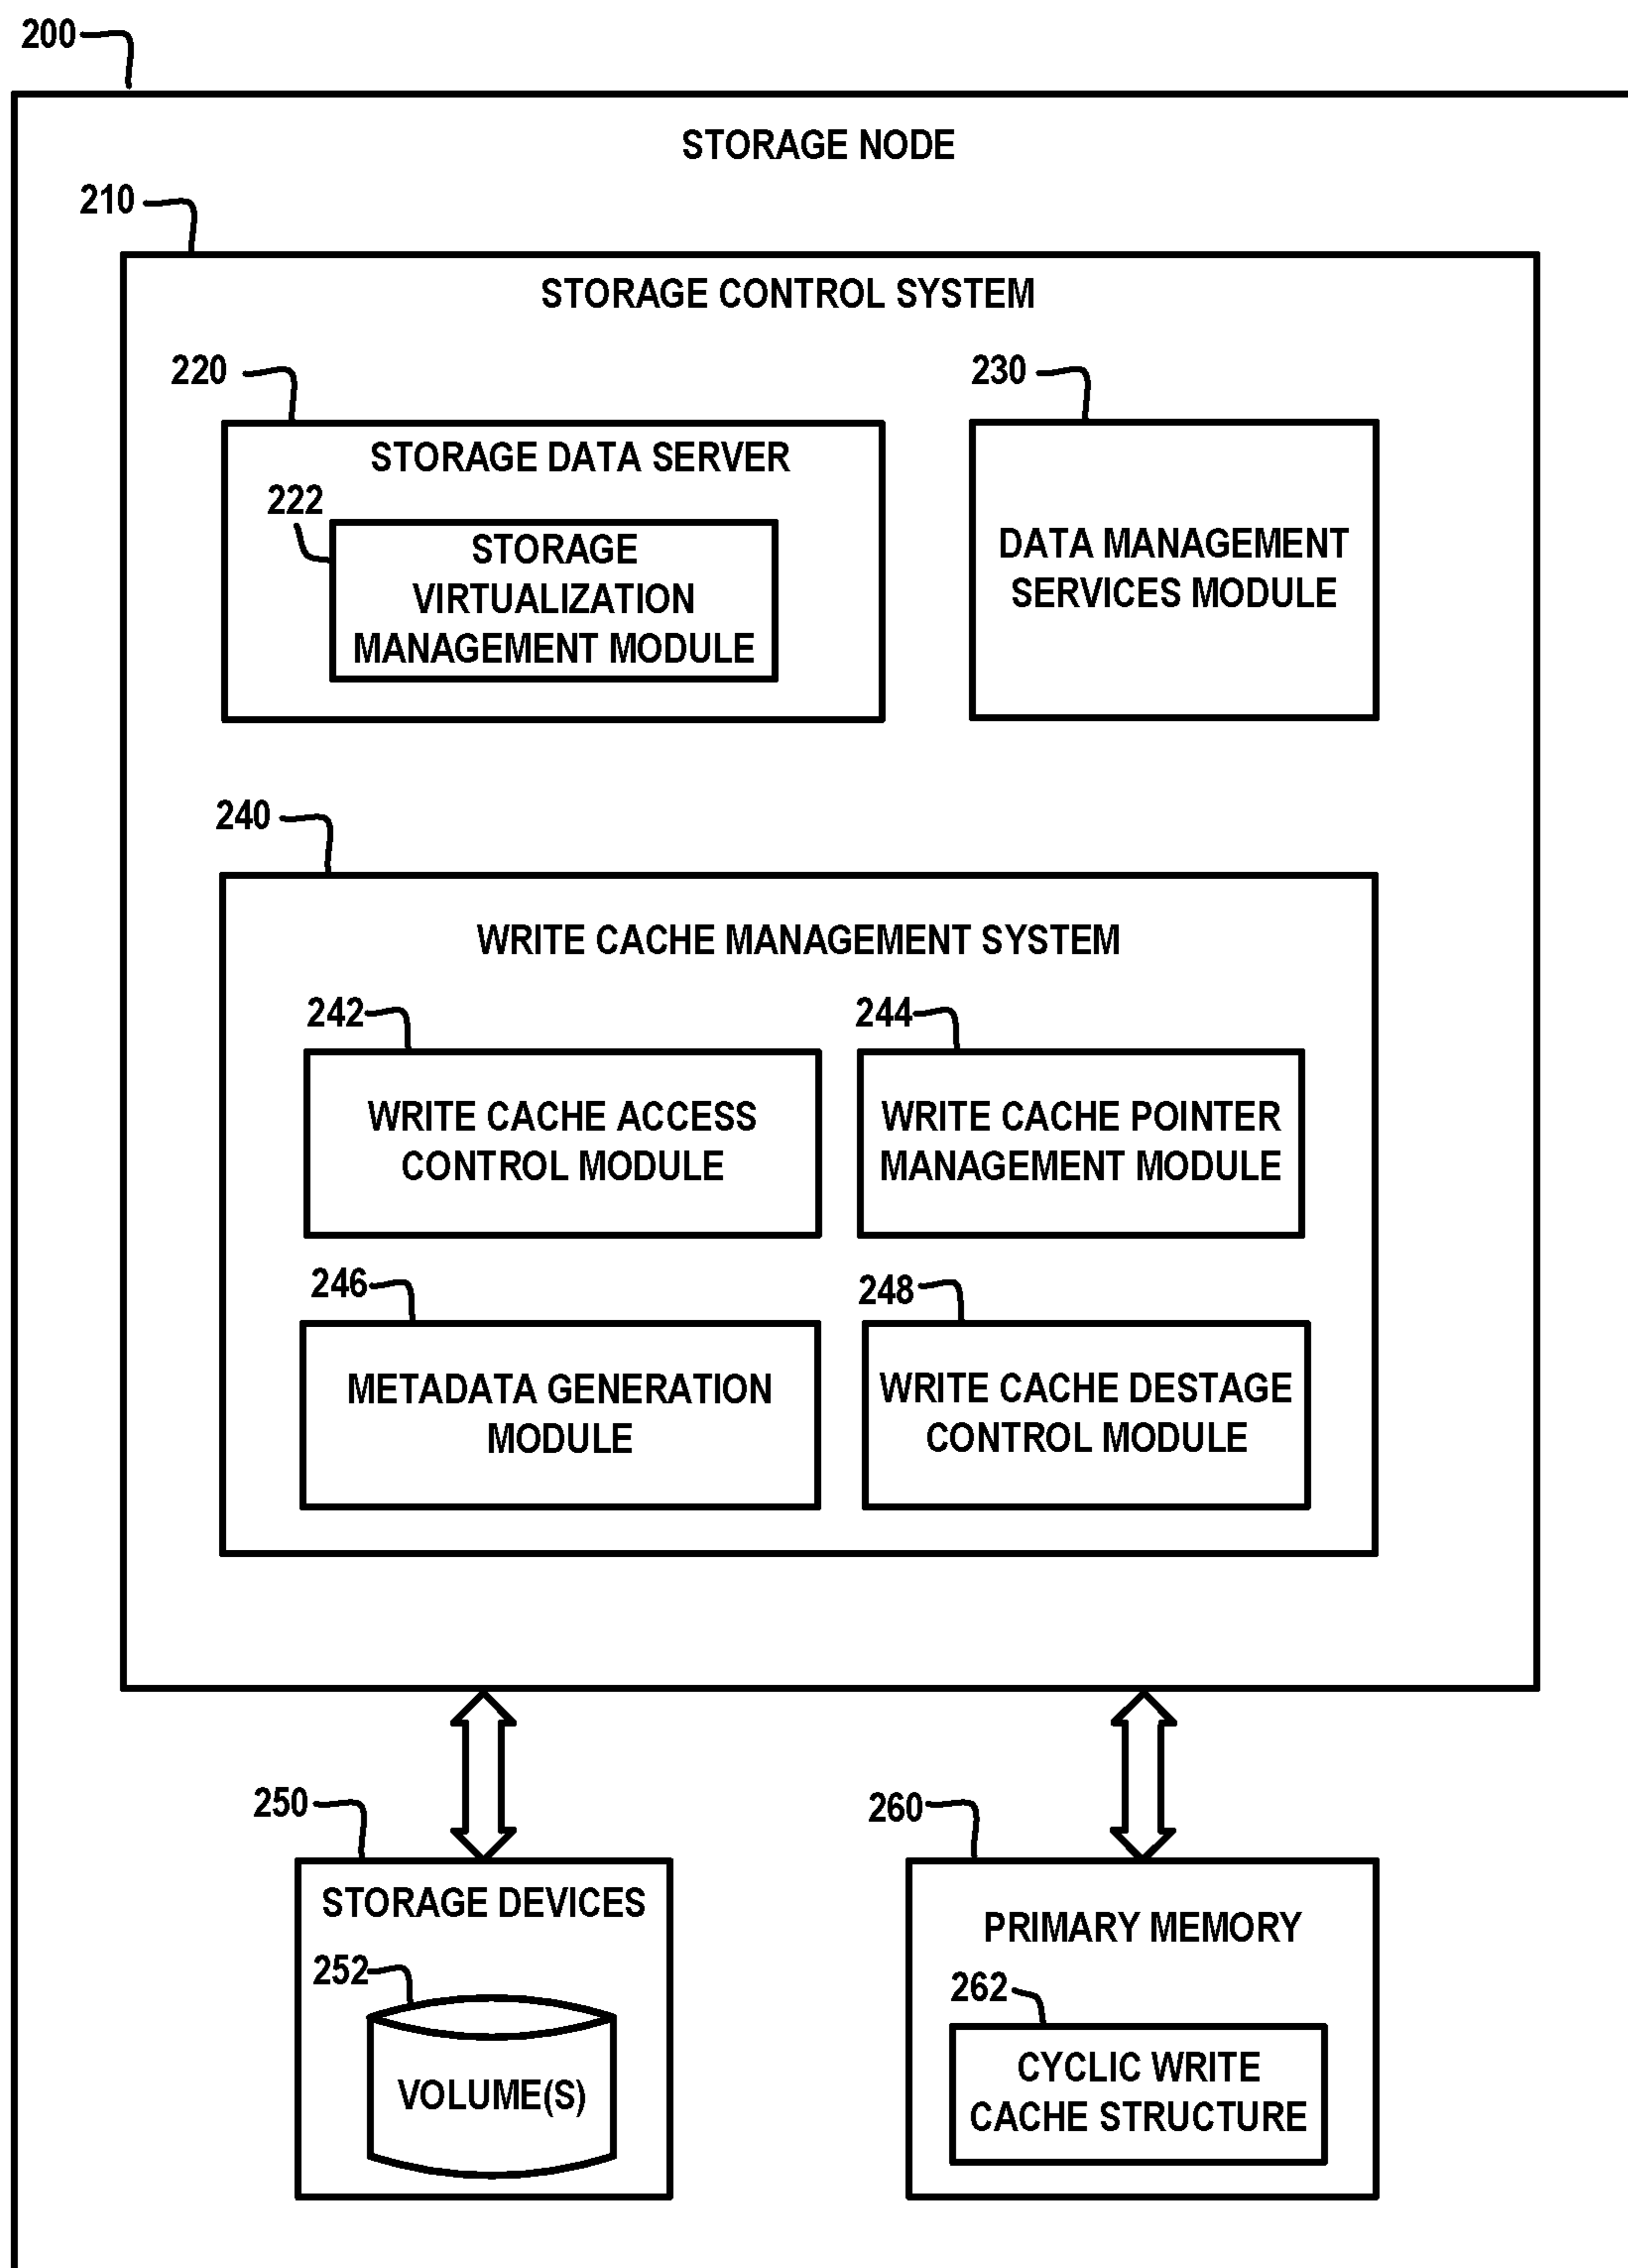 200
STORAGE NODE
210
STORAGE CONTROL SYSTEM
220
STORAGE DATA SERVER
222
STORAGE
VIRTUALIZATION
MANAGEMENT MODULE
230
DATA MANAGEMENT
SERVICES MODULE
240
WRITE CACHE MANAGEMENT SYSTEM
242
WRITE CACHE ACCESS
CONTROL MODULE
244
WRITE CACHE POINTER
MANAGEMENT MODULE
246
METADATA GENERATION
MODULE
248
WRITE CACHE DESTAGE
CONTROL MODULE
250
STORAGE DEVICES
252
VOLUME(S)
260
PRIMARY MEMORY
262
CYCLIC WRITE
CACHE STRUCTURE